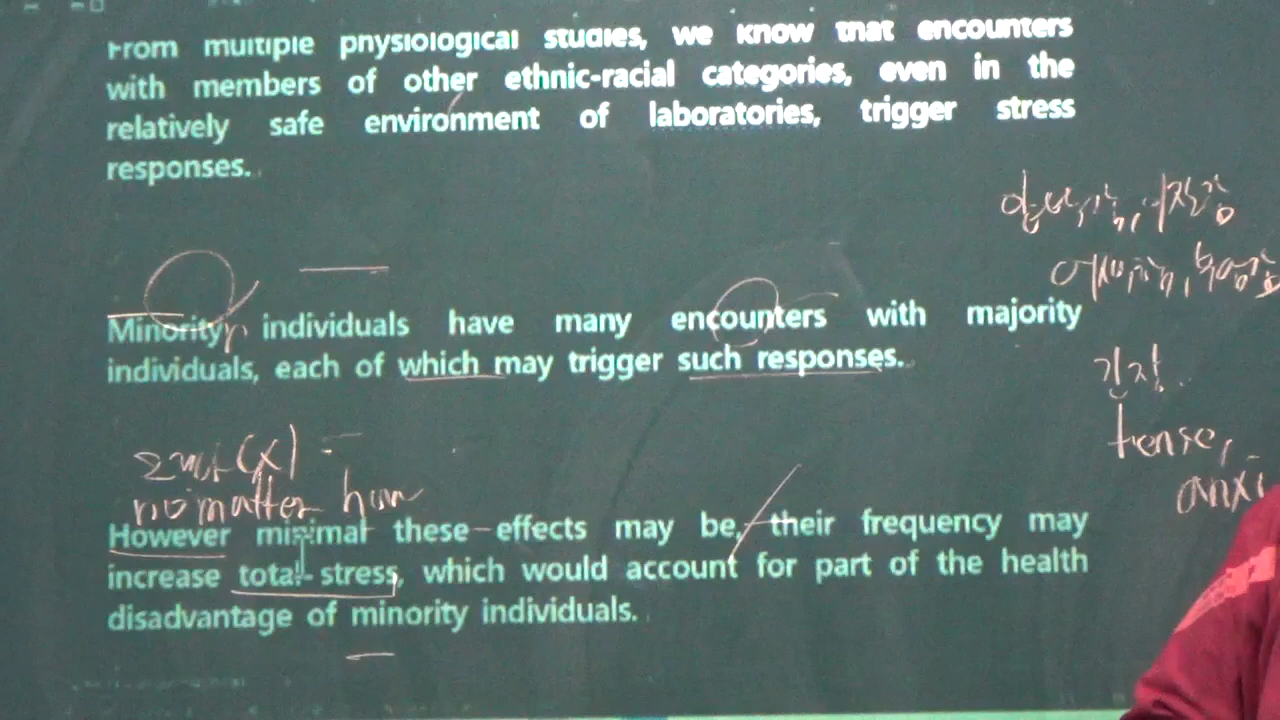 From multiple physiological studies, we know that encounters
with members of other ethnic-racial categories, even in the
relatively safe environment of laboratories, trigger stress
responses.
Minority individuals have many encounters with majority
individuals, each of which may trigger such responses.
긴장
tense,
(X)
no matter how
However minimal these effects may be, their frequency may
increase total stress, which would account for part of the health
disadvantage of minority individuals.